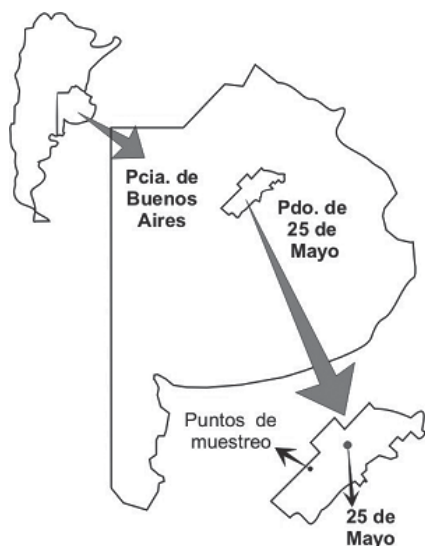 Pcia. de
Buenos
Aires
Pdo. de
25 de
Mayo
Puntos de
muestreo
25 de
Mayo